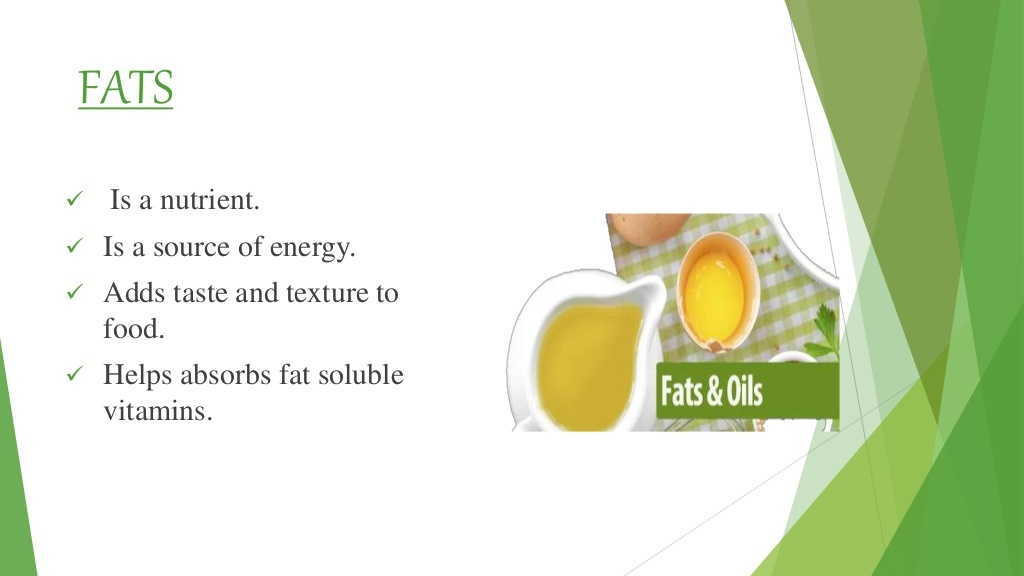 FATS
✓ Is a nutrient.
✓ Is a source of energy.
✓ Adds taste and texture to
food.
✓ Helps absorbs fat soluble
vitamins.
Fats & Oils